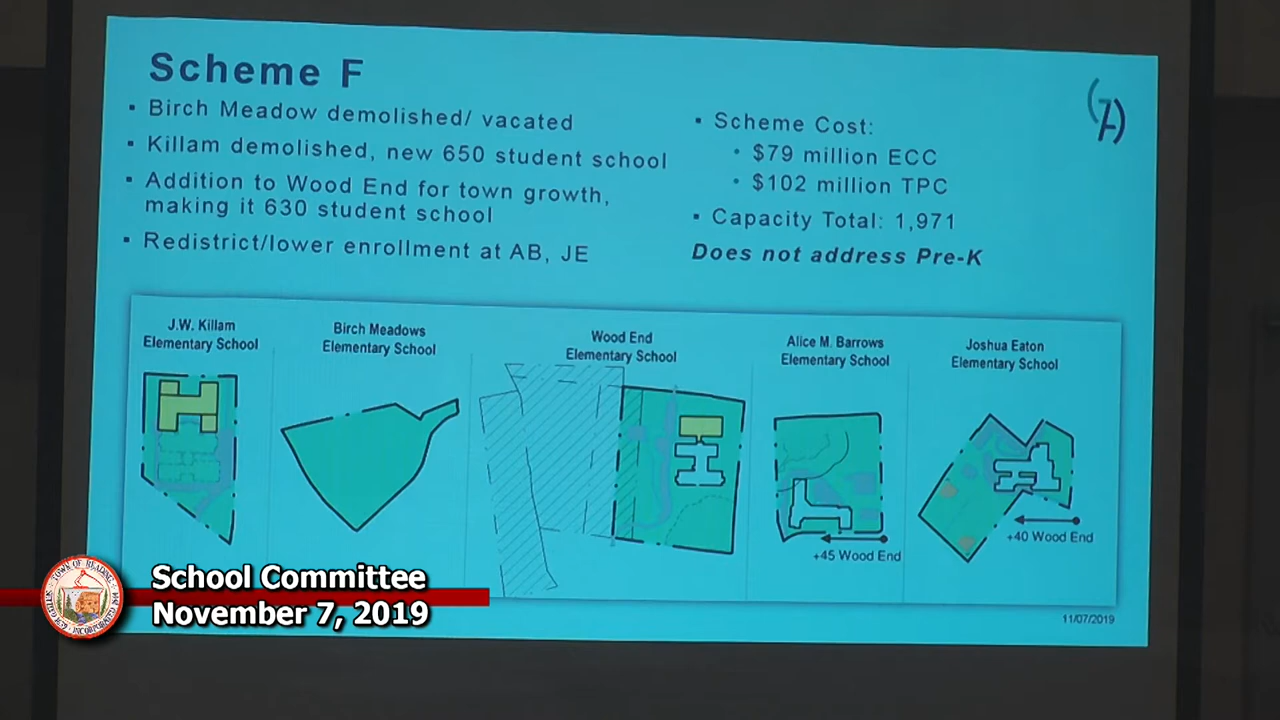 Scheme F
▪ Birch Meadow demolished/ vacated
▪ Killam demolished, new 650 student school
▪ Addition to Wood End for town growth,
making it 630 student school
▪ Redistrict/lower enrollment at AB, JE
▪ Scheme Cost:
• $79 million ECC
• $102 million TPC
▪ Capacity Total: 1,971
Does not address Pre-K
J.W. Killam
Elementary School
Birch Meadows
Elementary School
Wood End
Elementary School
Alice M. Barrows
Elementary School
Joshua Eaton
Elementary School
+45 Wood End
+40 Wood End
11/07/2019
School Committee
November 7, 2019
TOWN OF READING